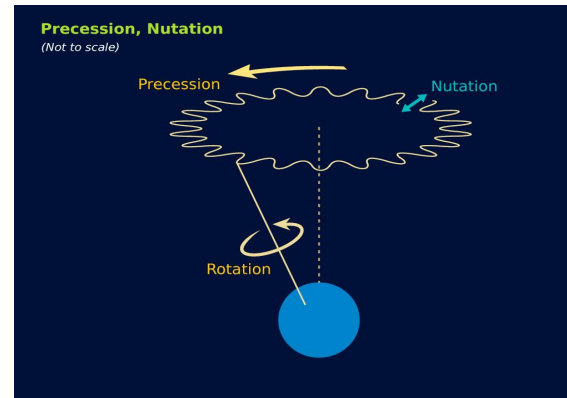 Precession, Nutation
(Not to scale)
Precession
Nutation
Rotation